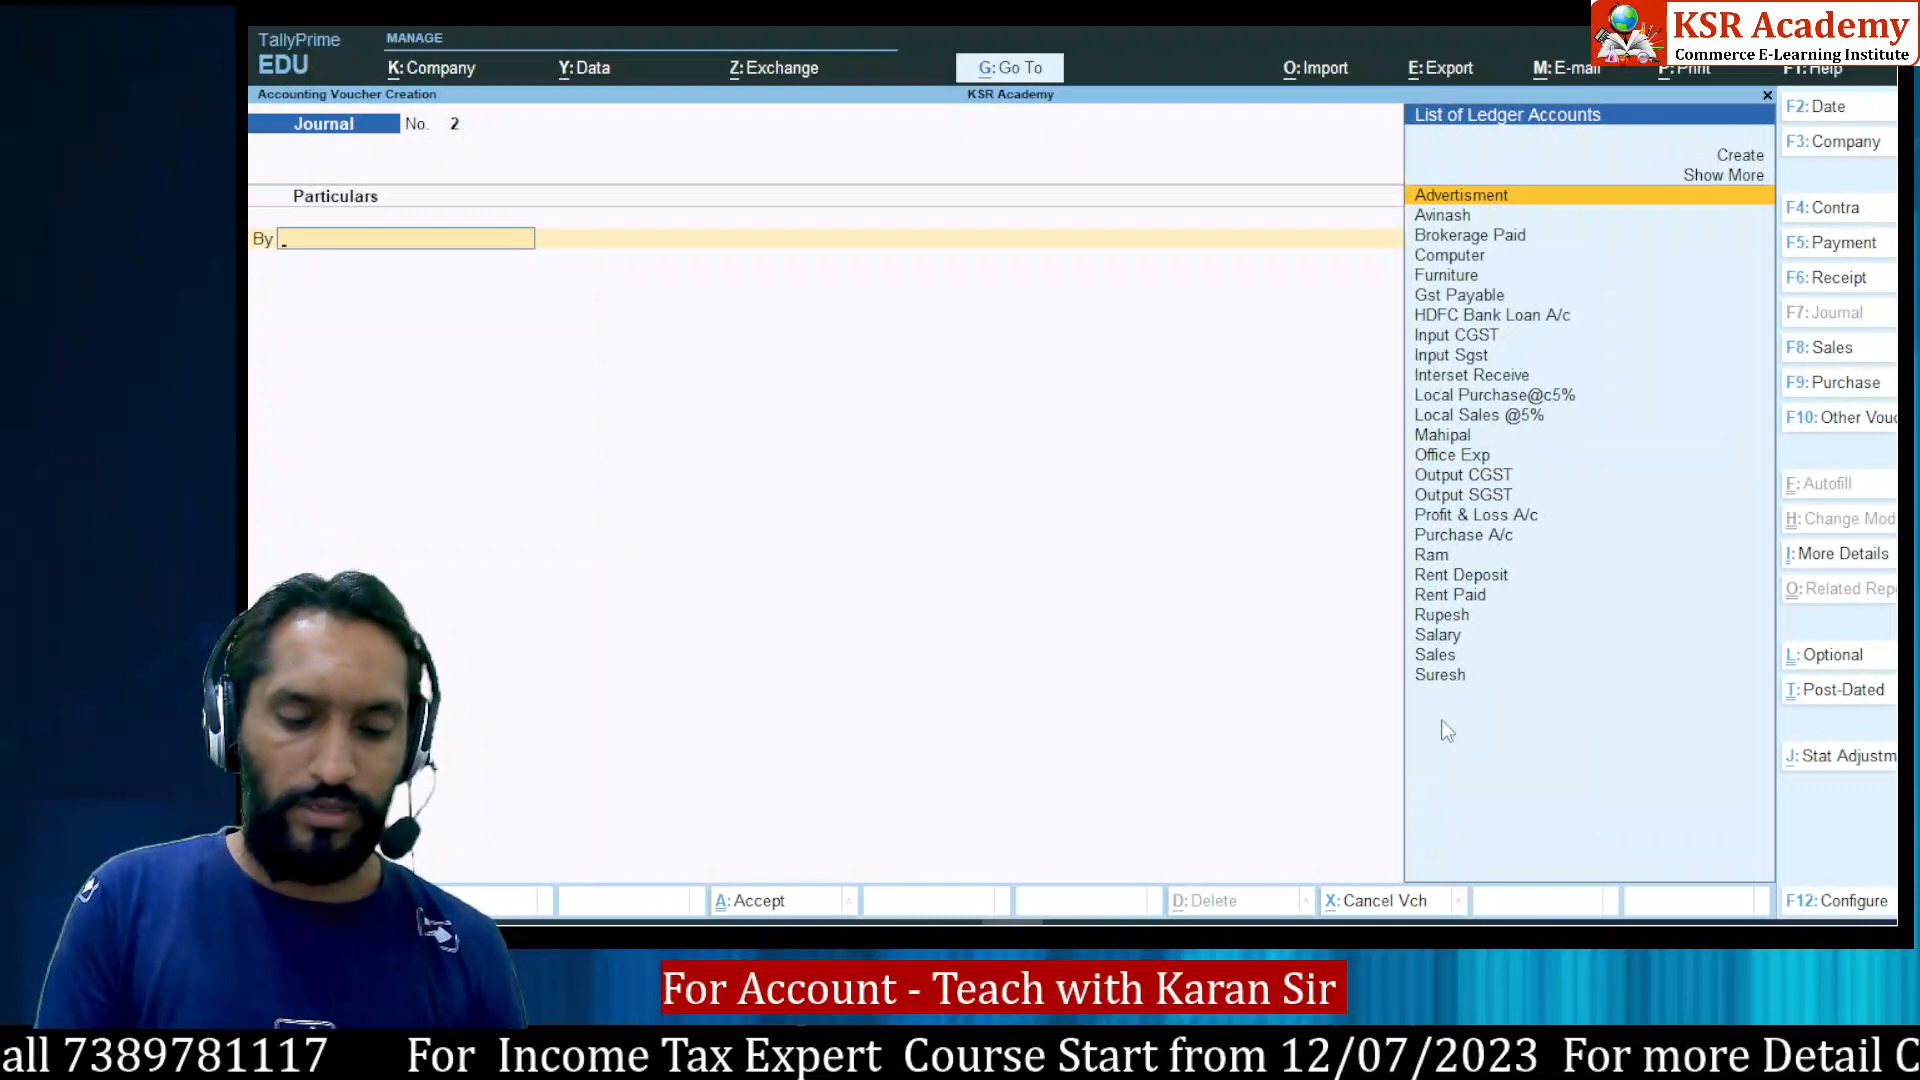 KSR Academy
Commerce E-Learning Institute
TallyPrime
EDU
MANAGE
K: Company
Y: Data
Z: Exchange
G: Go To
O: Import
E: Export
M: E-mail
P: Print
F1: Help
Accounting Voucher Creation
KSR Academy
Journal No. 2
Particulars
By
List of Ledger Accounts
Create
Show More
Advertisment
Avinash
Brokerage Paid
Computer
Furniture
Gst Payable
HDFC Bank Loan A/c
Input CGST
Input Sgst
Interset Receive
Local Purchase@c5%
Local Sales @5%
Mahipal
Office Exp
Output CGST
Output SGST
Profit & Loss A/c
Purchase A/c
Ram
Rent Deposit
Rent Paid
Rupesh
Salary
Sales
Suresh
F2: Date
F3: Company
F4: Contra
F5: Payment
F6: Receipt
F7: Journal
F8: Sales
F9: Purchase
F10: Other Vouc
F: Autofill
H: Change Mod
I: More Details
O: Related Rep
L: Optional
T: Post-Dated
J: Stat Adjustm
F12: Configure
A: Accept
D: Delete
X: Cancel Vch
For Account - Teach with Karan Sir
all 7389781117 For Income Tax Expert Course Start from 12/07/2023 For more Detail C